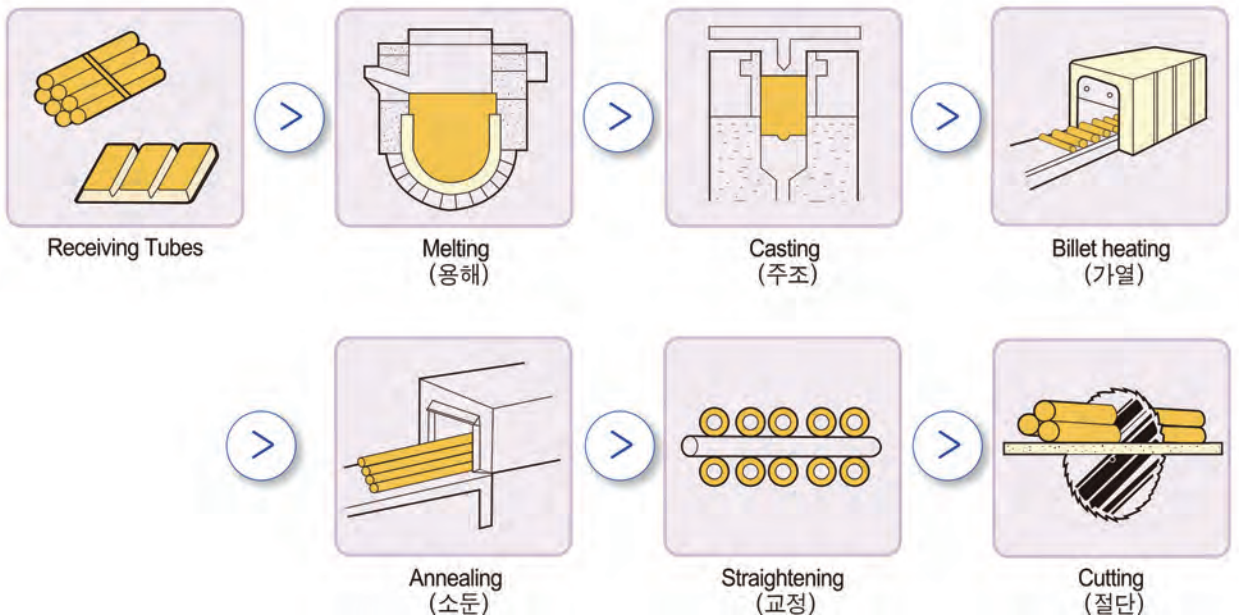 Receiving Tubes
Melting
(용해)
Casting
(주조)
Billet heating
(가열)
Annealing
(소둔)
Straightening
(교정)
Cutting
(절단)